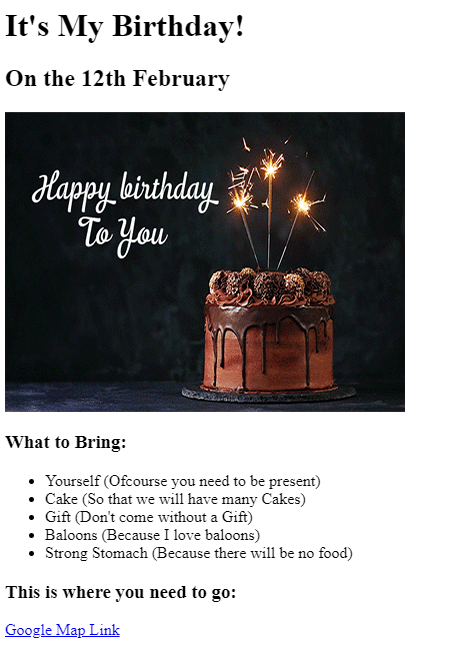 It's My Birthday!
On the 12th February
Happy birthday
To You
What to Bring:
Yourself (Ofcourse you need to be present)
Cake (So that we will have many Cakes)
Gift (Don't come without a Gift)
Baloons (Because I love baloons)
Strong Stomach (Because there will be no food)
This is where you need to go:
Google Map Link